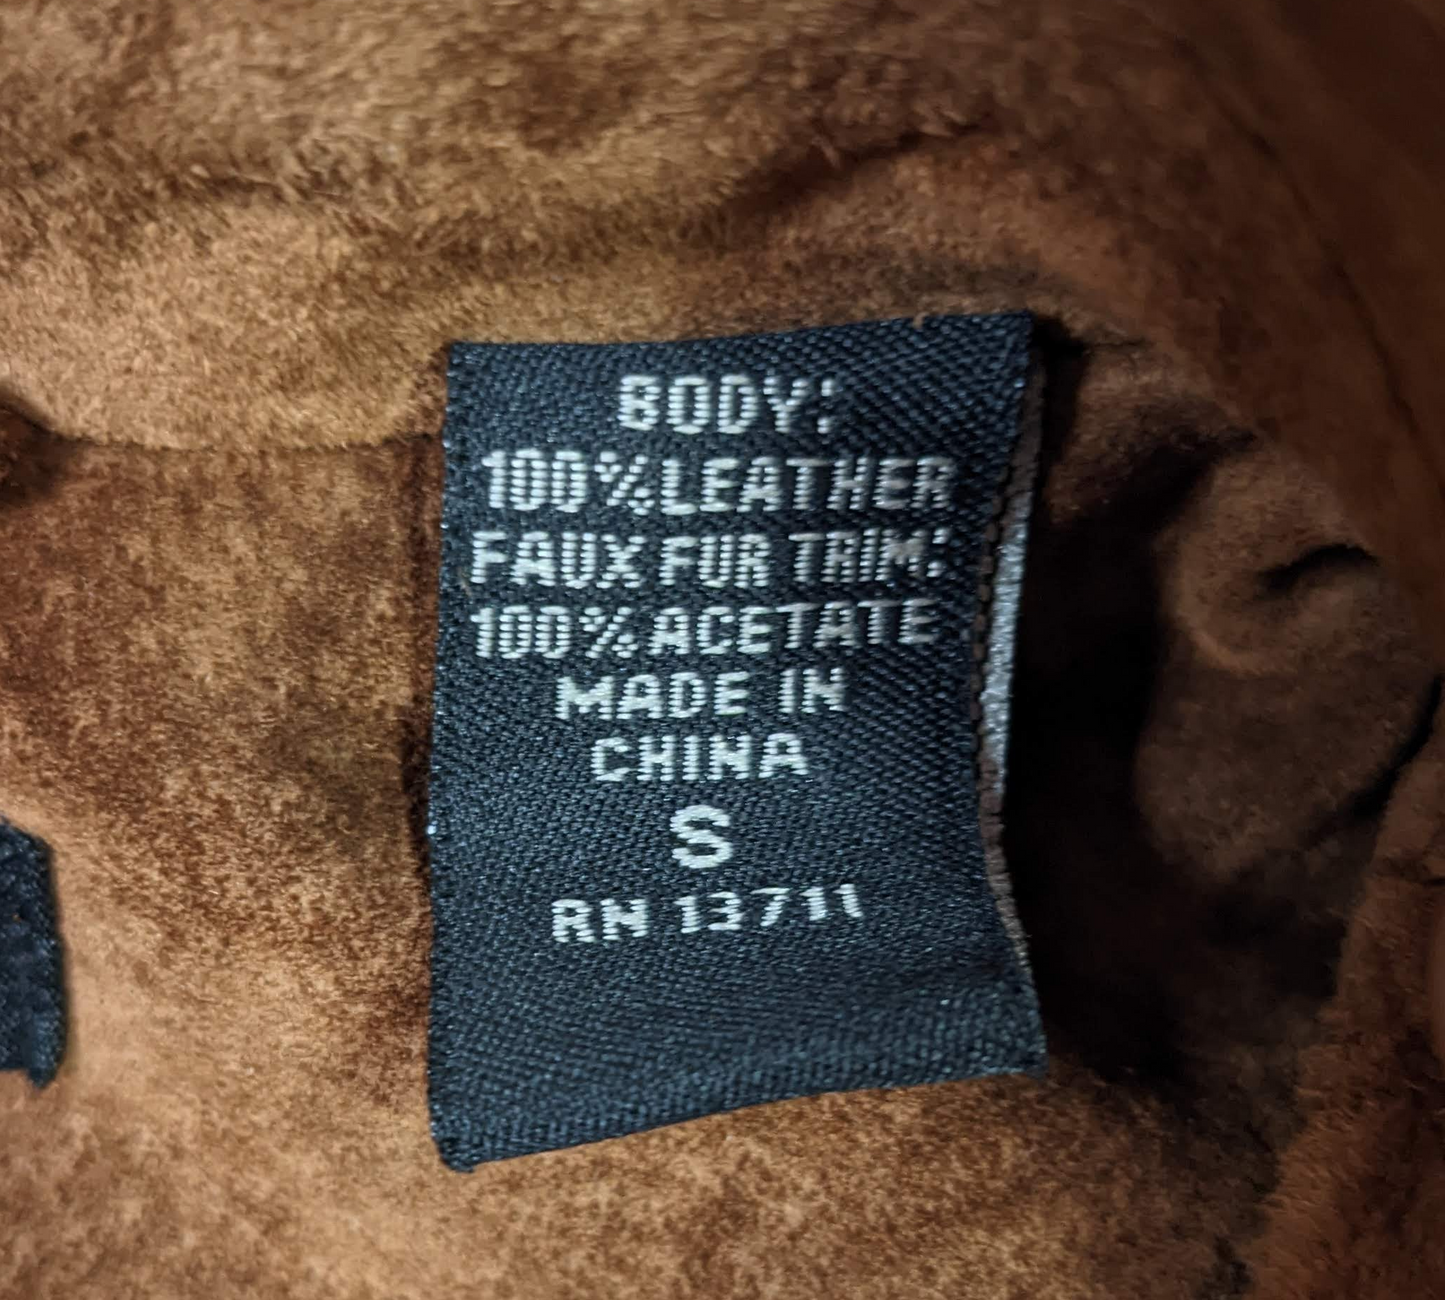 BODY:
100%LEATHER
FAUX FUR TRIM:
100%ACETATE
MADE IN
CHINA
S
RN 13711